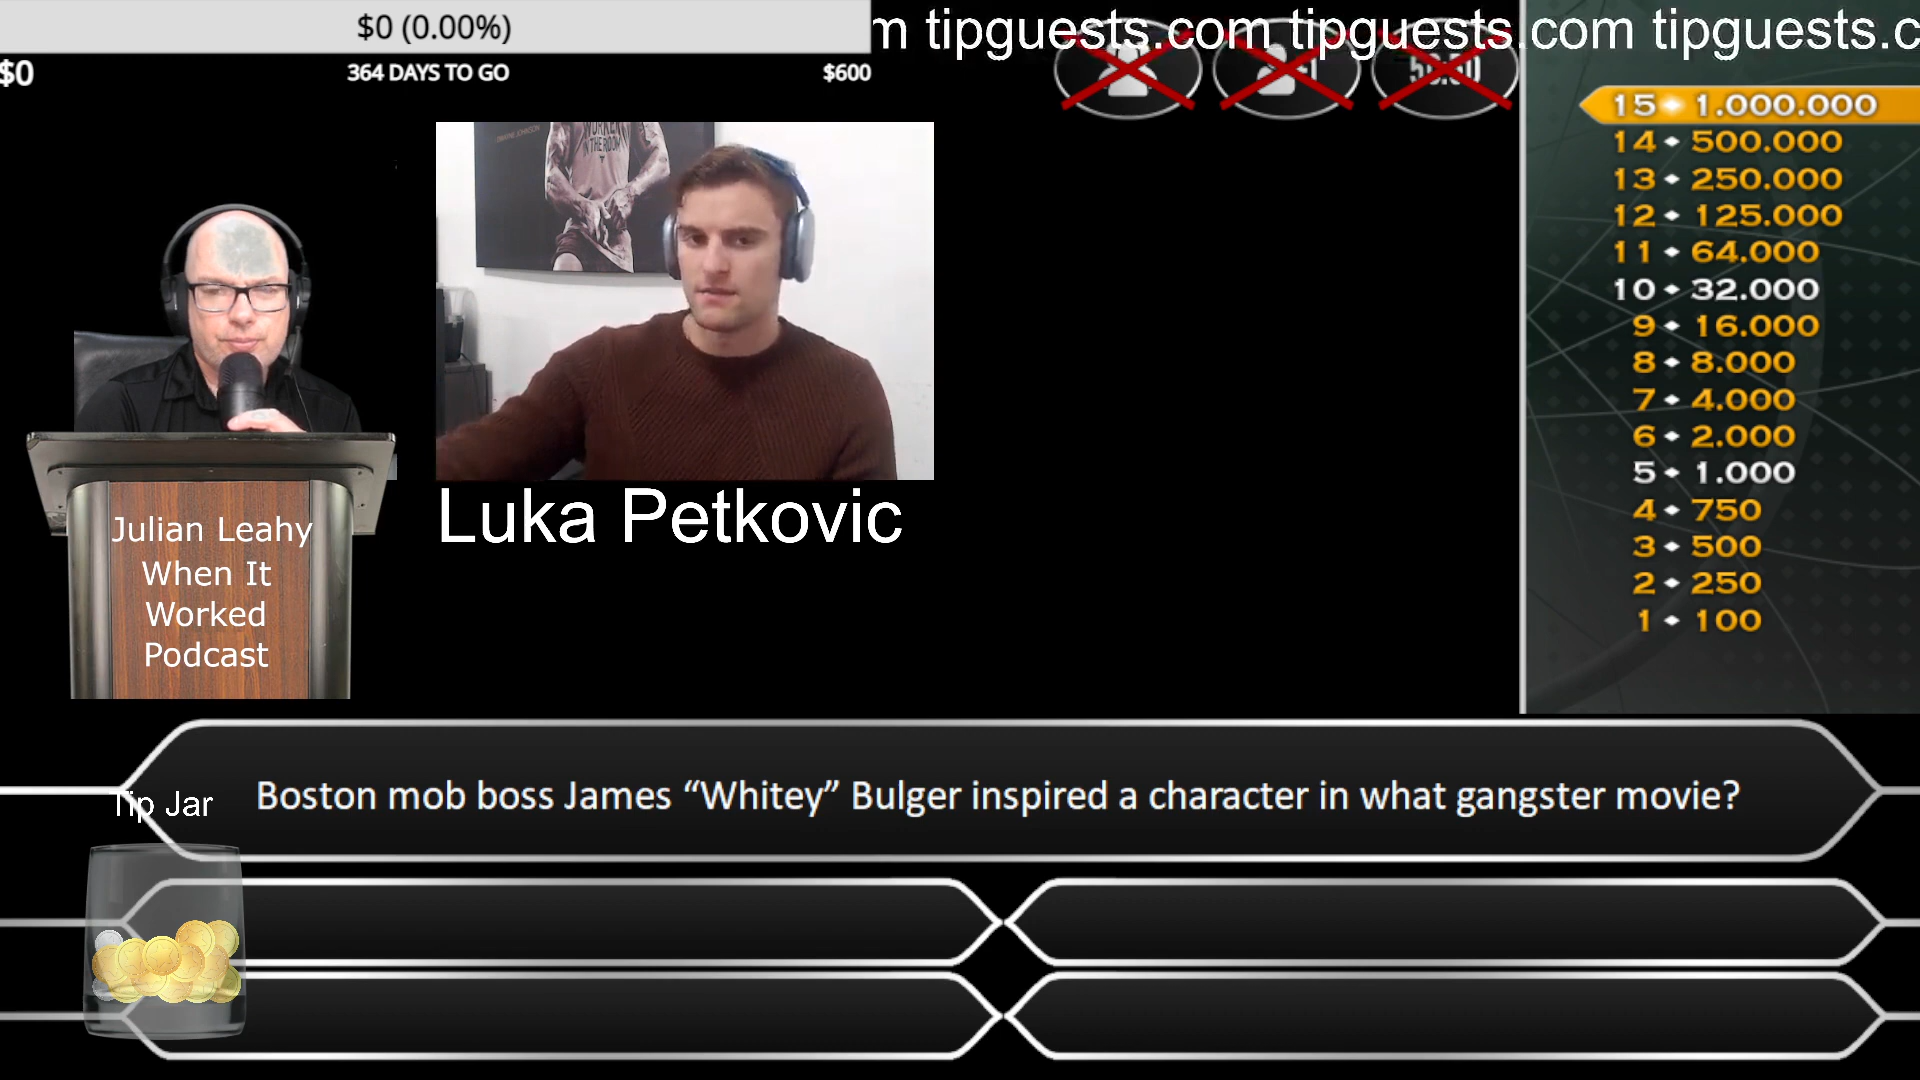 $0 (0.00%)
m tipguests.com tipguests.com tipguests.c
$0
364 DAYS TO GO
$600
50:50
15 1.000.000
14 500.000
13 250.000
12 125.000
11 64.000
10 32.000
9 16.000
8 8.000
7 4.000
6 2.000
5 1.000
4 750
3 500
2 250
1 100
THE ROOM
Luka Petkovic
Julian Leahy
When It
Worked
Podcast
Tip Jar
Boston mob boss James “Whitey” Bulger inspired a character in what gangster movie?